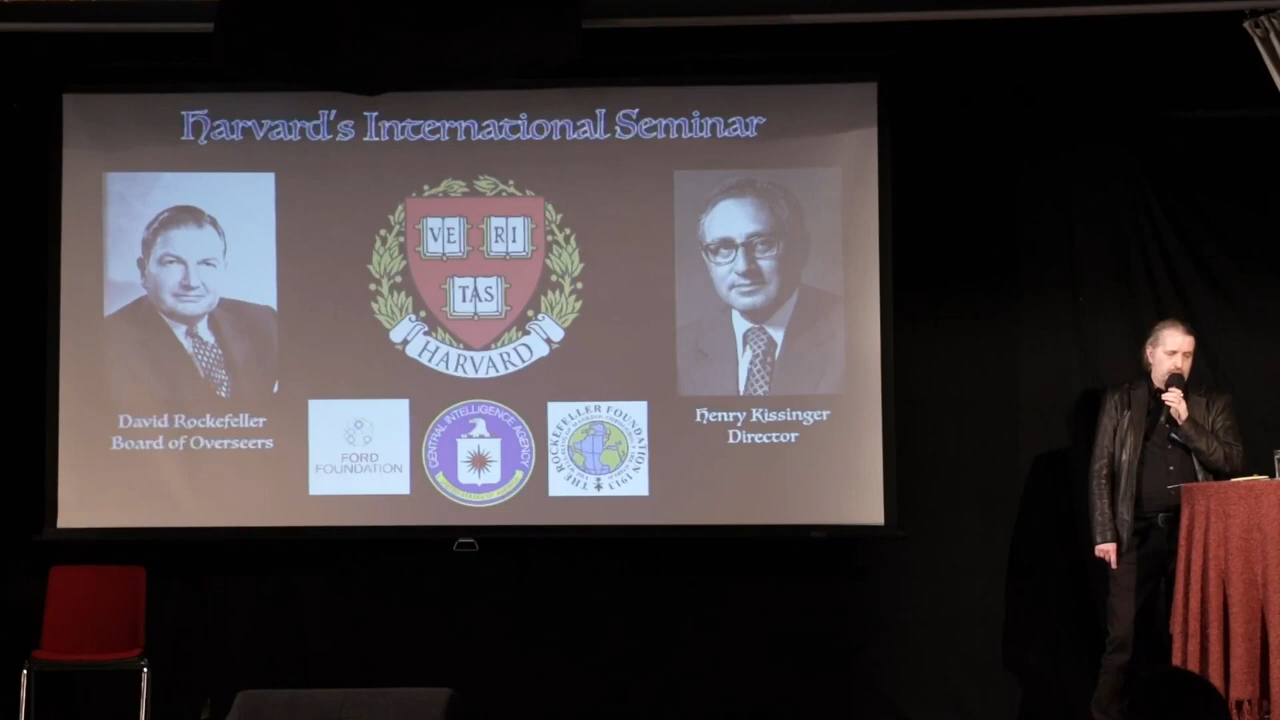 Harvard's International Seminar
VE RI
TAS
HARVARD
David Rockefeller
Board of Overseers
Henry Kissinger
Director
FORD
FOUNDATION
CENTRAL INTELLIGENCE AGENCY
THE ROCKEFELLER FOUNDATION 1913